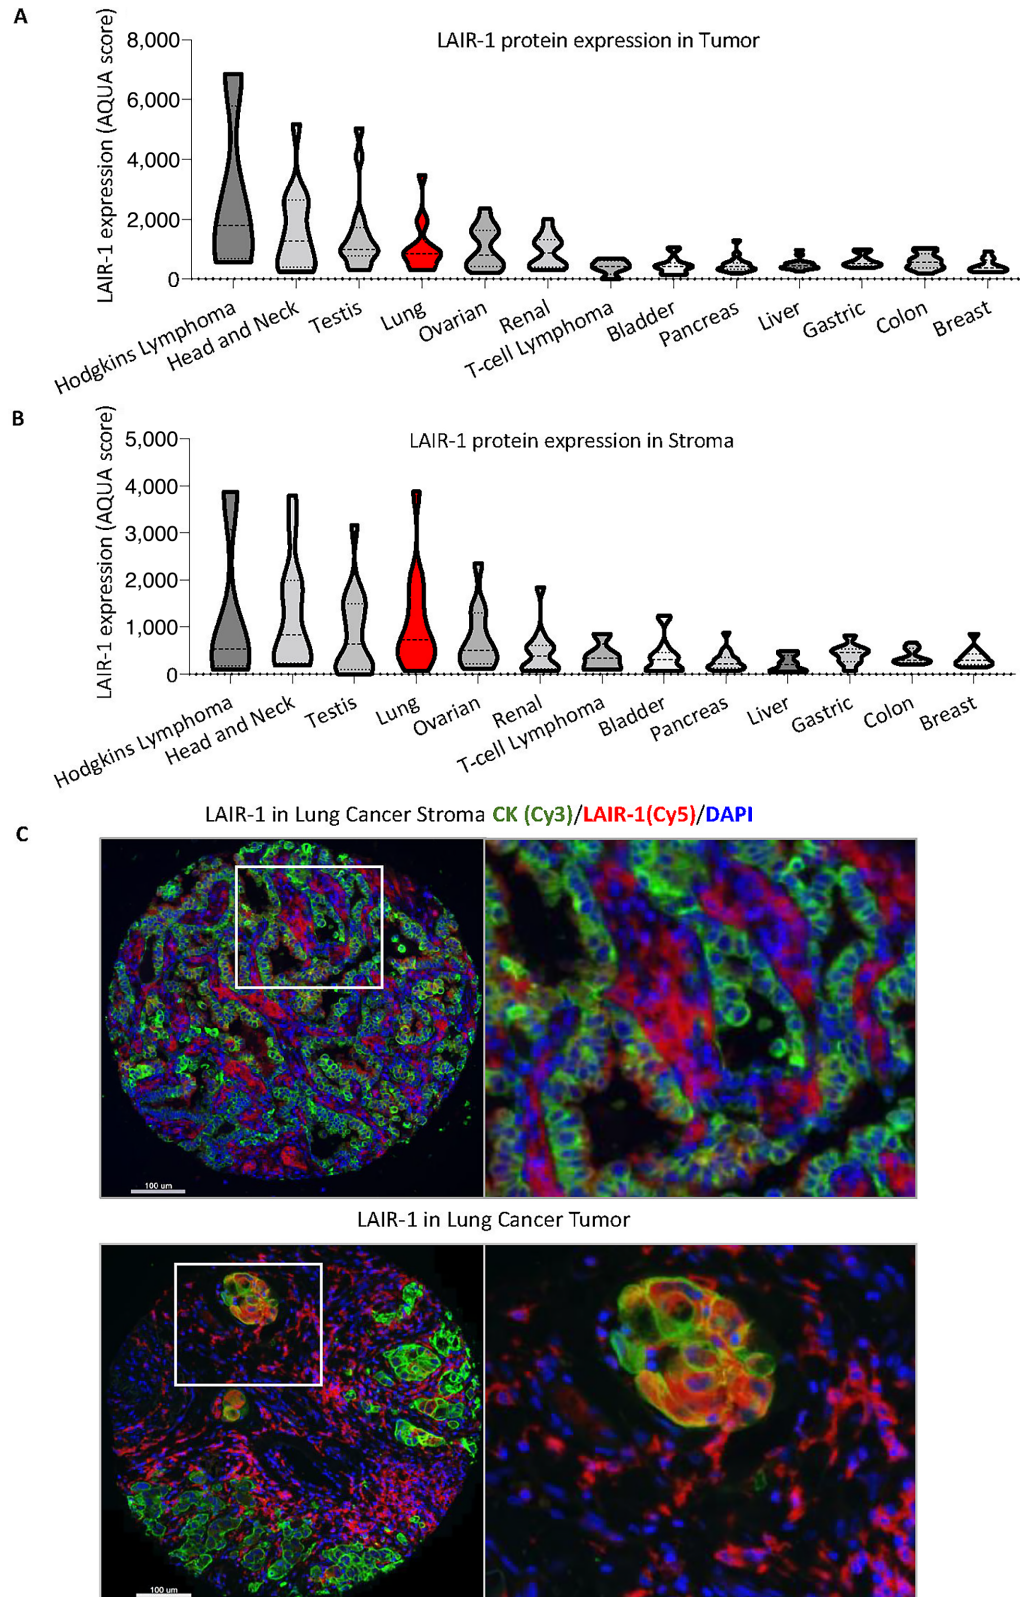 A
LAIR-1 protein expression in Tumor
LAIR-1 expression (AQUA score)
8,000
6,000
4,000
2,000
0
Hodgkins Lymphoma
Head and Neck
Testis
Lung
Ovarian
Renal
T-cell Lymphoma
Bladder
Pancreas
Liver
Gastric
Colon
Breast
B
LAIR-1 protein expression in Stroma
LAIR-1 expression (AQUA score)
5,000
4,000
3,000
2,000
1,000
0
Hodgkins Lymphoma
Head and Neck
Testis
Lung
Ovarian
Renal
T-cell Lymphoma
Bladder
Pancreas
Liver
Gastric
Colon
Breast
C
LAIR-1 in Lung Cancer Stroma CK (Cy3)/LAIR-1(Cy5)/DAPI
100 um
LAIR-1 in Lung Cancer Tumor
100 um